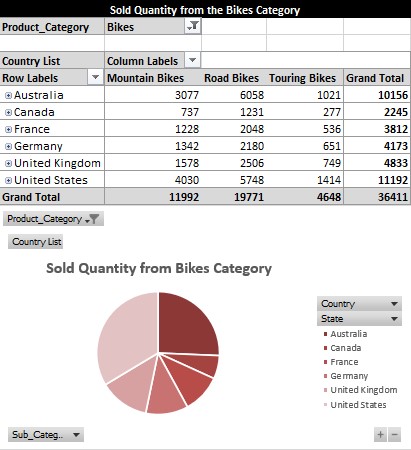 Sold Quantity from the Bikes Category
Product_Category Bikes
Country List Column Labels
Row Labels Mountain Bikes Road Bikes Touring Bikes Grand Total
Australia 3077 6058 1021 10156
Canada 737 1231 277 2245
France 1228 2048 536 3812
Germany 1342 2180 651 4173
United Kingdom 1578 2506 749 4833
United States 4030 5748 1414 11192
Grand Total 11992 19771 4648 36411
Product_Category
Country List
Sold Quantity from Bikes Category
Country
State
Australia
Canada
France
Germany
United Kingdom
United States
Sub_Categ..